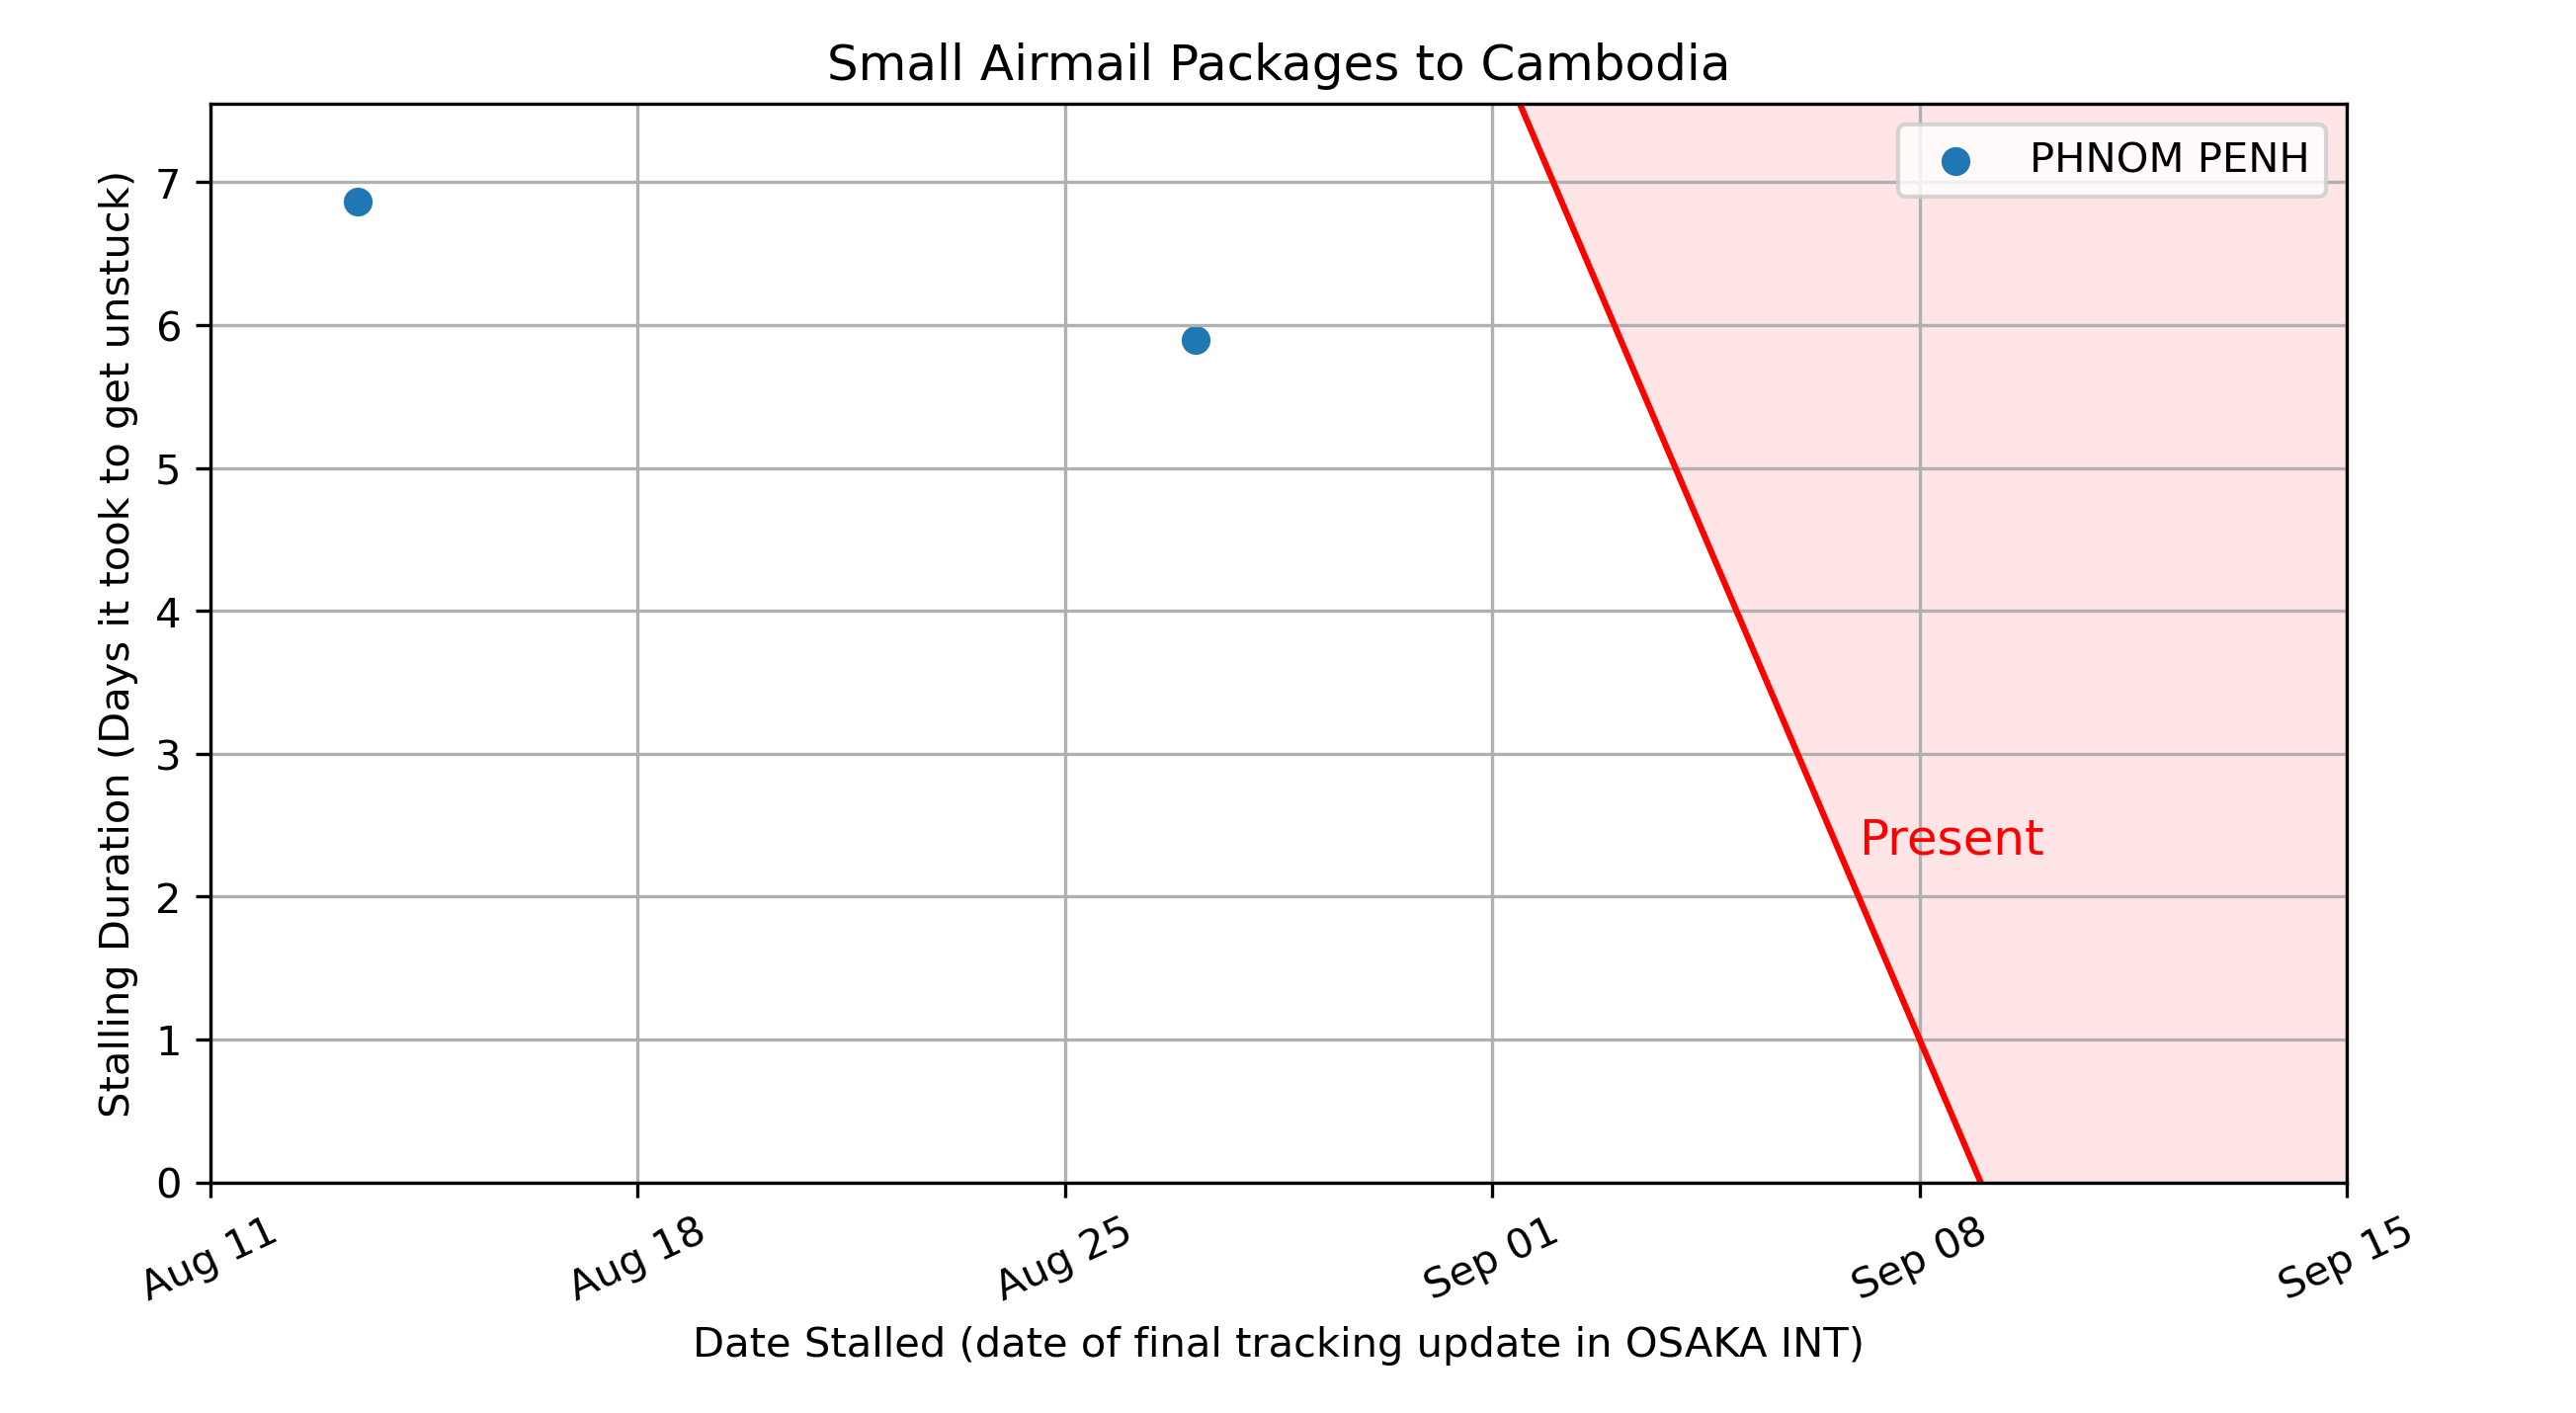 Small Airmail Packages to Cambodia
PHNOM PENH
Stalling Duration (Days it took to get unstuck)
7
6
5
4
3
2
1
0
Present
Aug 11
Aug 18
Aug 25
Sep 01
Sep 08
Sep 15
Date Stalled (date of final tracking update in OSAKA INT)